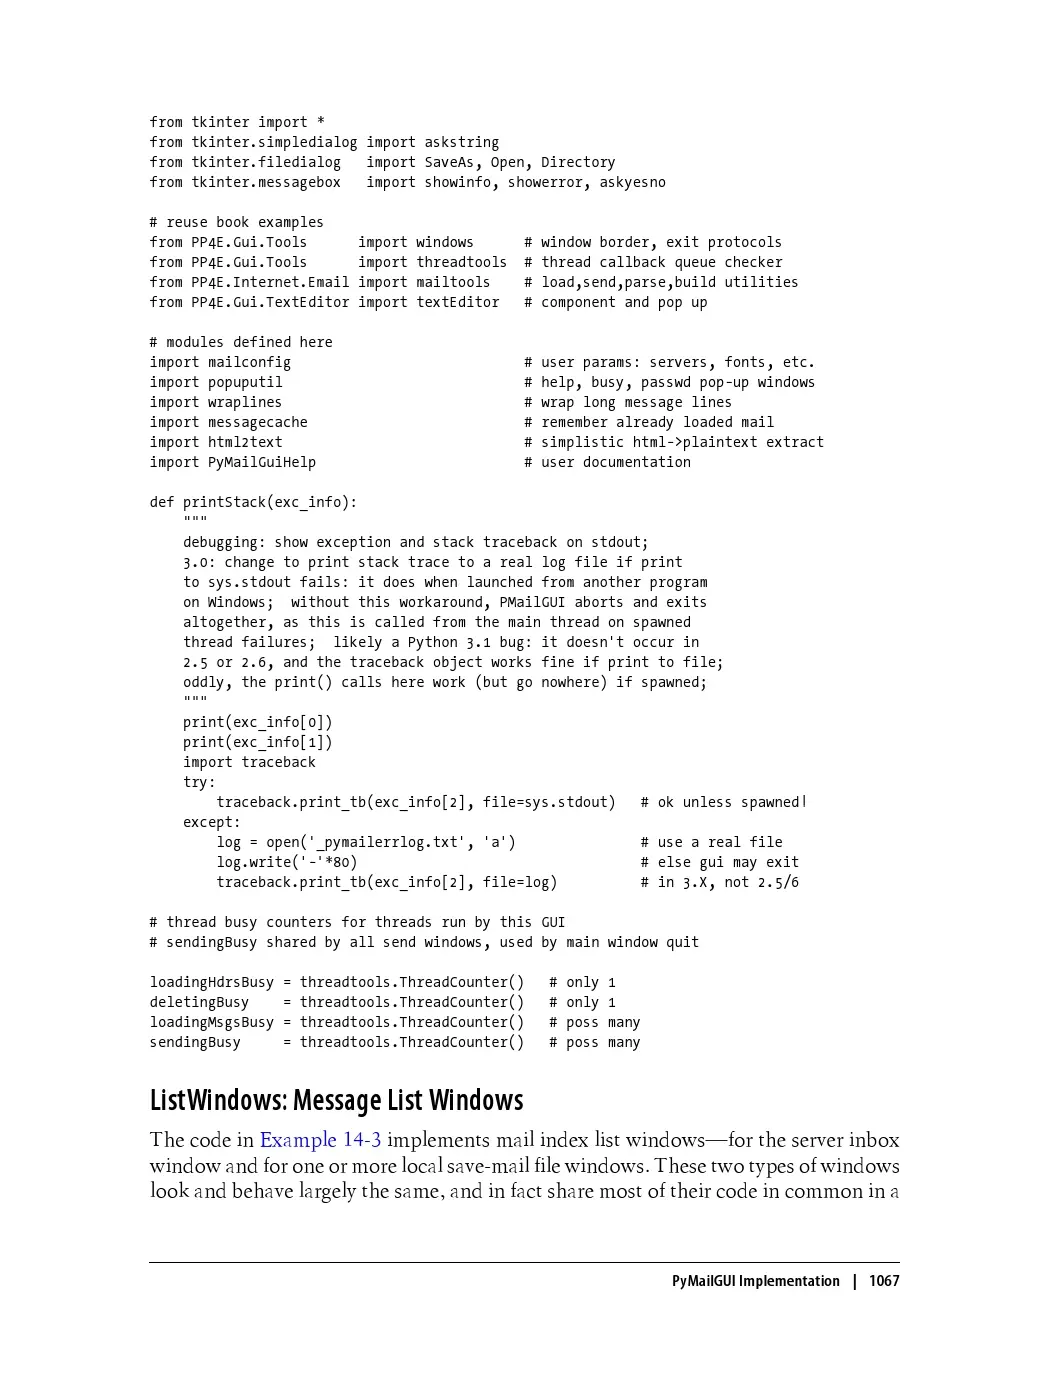 from tkinter import *
from tkinter.simpledialog import askstring
from tkinter.filedialog   import SaveAs, Open, Directory
from tkinter.messagebox   import showinfo, showerror, askyesno

# reuse book examples
from PP4E.Gui.Tools      import windows      # window border, exit protocols
from PP4E.Gui.Tools      import threadtools  # thread callback queue checker
from PP4E.Internet.Email import mailtools    # load,send,parse,build utilities
from PP4E.Gui.TextEditor import textEditor   # component and pop up

# modules defined here
import mailconfig                            # user params: servers, fonts, etc.
import popuputil                             # help, busy, passwd pop-up windows
import wraplines                             # wrap long message lines
import messagecache                          # remember already loaded mail
import html2text                             # simplistic html->plaintext extract
import PyMailGuiHelp                         # user documentation

def printStack(exc_info):
    """
    debugging: show exception and stack traceback on stdout;
    3.0: change to print stack trace to a real log file if print
    to sys.stdout fails: it does when launched from another program
    on Windows;  without this workaround, PMailGUI aborts and exits
    altogether, as this is called from the main thread on spawned
    thread failures;  likely a Python 3.1 bug: it doesn't occur in
    2.5 or 2.6, and the traceback object works fine if print to file;
    oddly, the print() calls here work (but go nowhere) if spawned;
    """
    print(exc_info[0])
    print(exc_info[1])
    import traceback
    try:
        traceback.print_tb(exc_info[2], file=sys.stdout)   # ok unless spawned!
    except:
        log = open('_pymailerrlog.txt', 'a')               # use a real file
        log.write('-'*80)                                  # else gui may exit
        traceback.print_tb(exc_info[2], file=log)          # in 3.X, not 2.5/6

# thread busy counters for threads run by this GUI
# sendingBusy shared by all send windows, used by main window quit

loadingHdrsBusy = threadtools.ThreadCounter()   # only 1
deletingBusy    = threadtools.ThreadCounter()   # only 1
loadingMsgsBusy = threadtools.ThreadCounter()   # poss many
sendingBusy     = threadtools.ThreadCounter()   # poss many

ListWindows: Message List Windows
The code in Example 14-3 implements mail index list windows—for the server inbox
window and for one or more local save-mail file windows. These two types of windows
look and behave largely the same, and in fact share most of their code in common in a

PyMailGUI Implementation | 1067